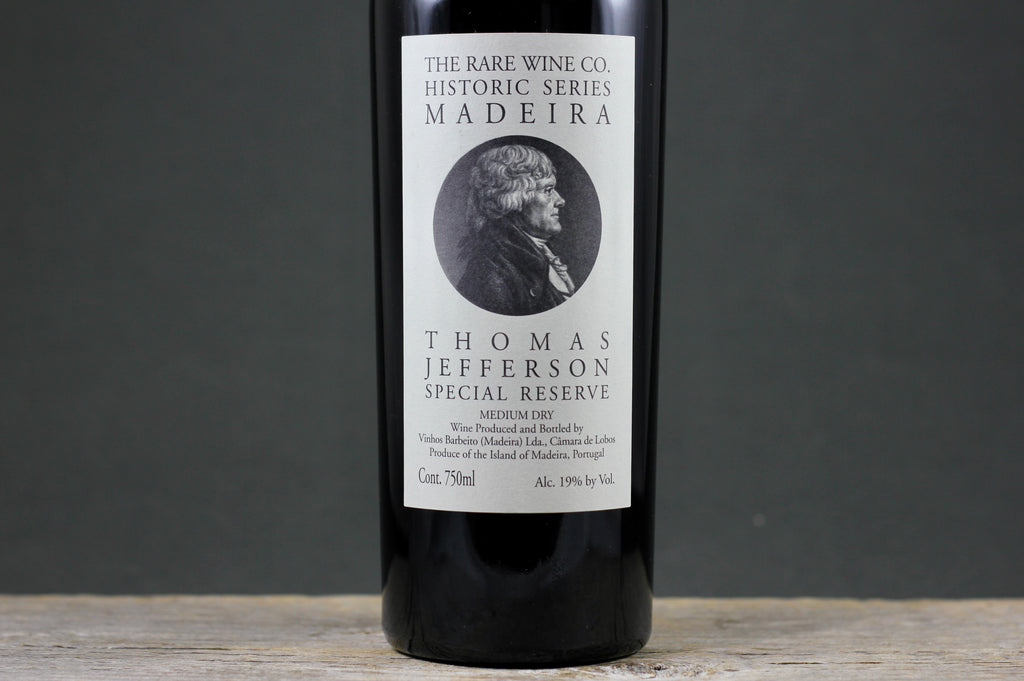 THE RARE WINE CO.
HISTORIC SERIES
MADEIRA
THOMAS
JEFFERSON
SPECIAL RESERVE
MEDIUM DRY
Wine Produced and Bottled by
Vinhos Barbeito (Madeira) Lda., Câmara de Lobos
Produce of the Island of Madeira, Portugal
Cont. 750ml Alc. 19% by Vol.